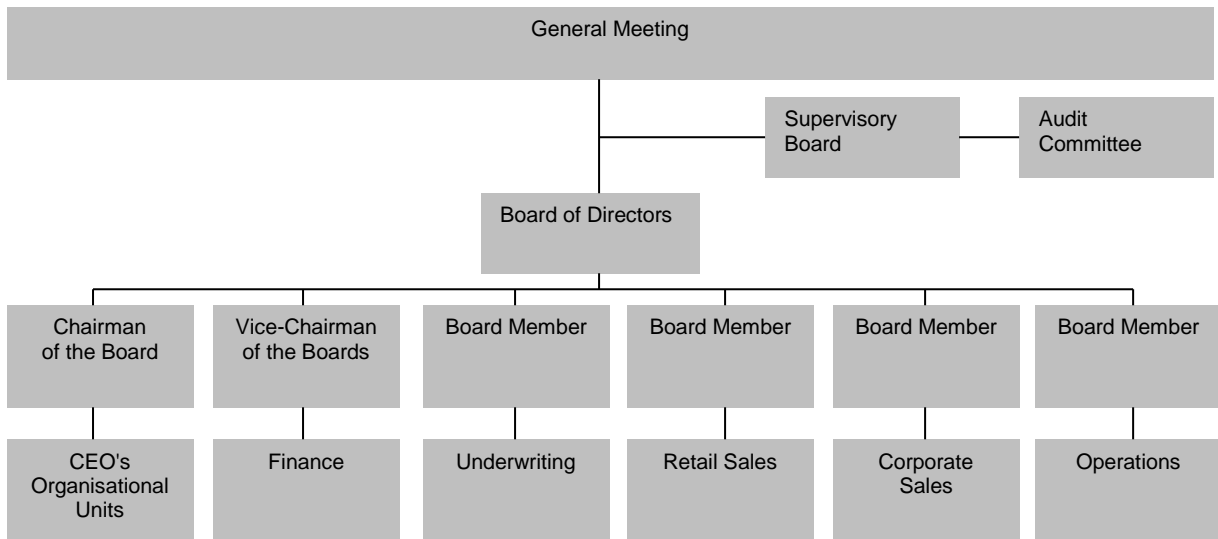 General Meeting
Supervisory
Board
Audit
Committee
Board of Directors
Chairman
of the Board
Vice-Chairman
of the Boards
Board Member
Board Member
Board Member
Board Member
CEO's
Organisational
Units
Finance
Underwriting
Retail Sales
Corporate
Sales
Operations